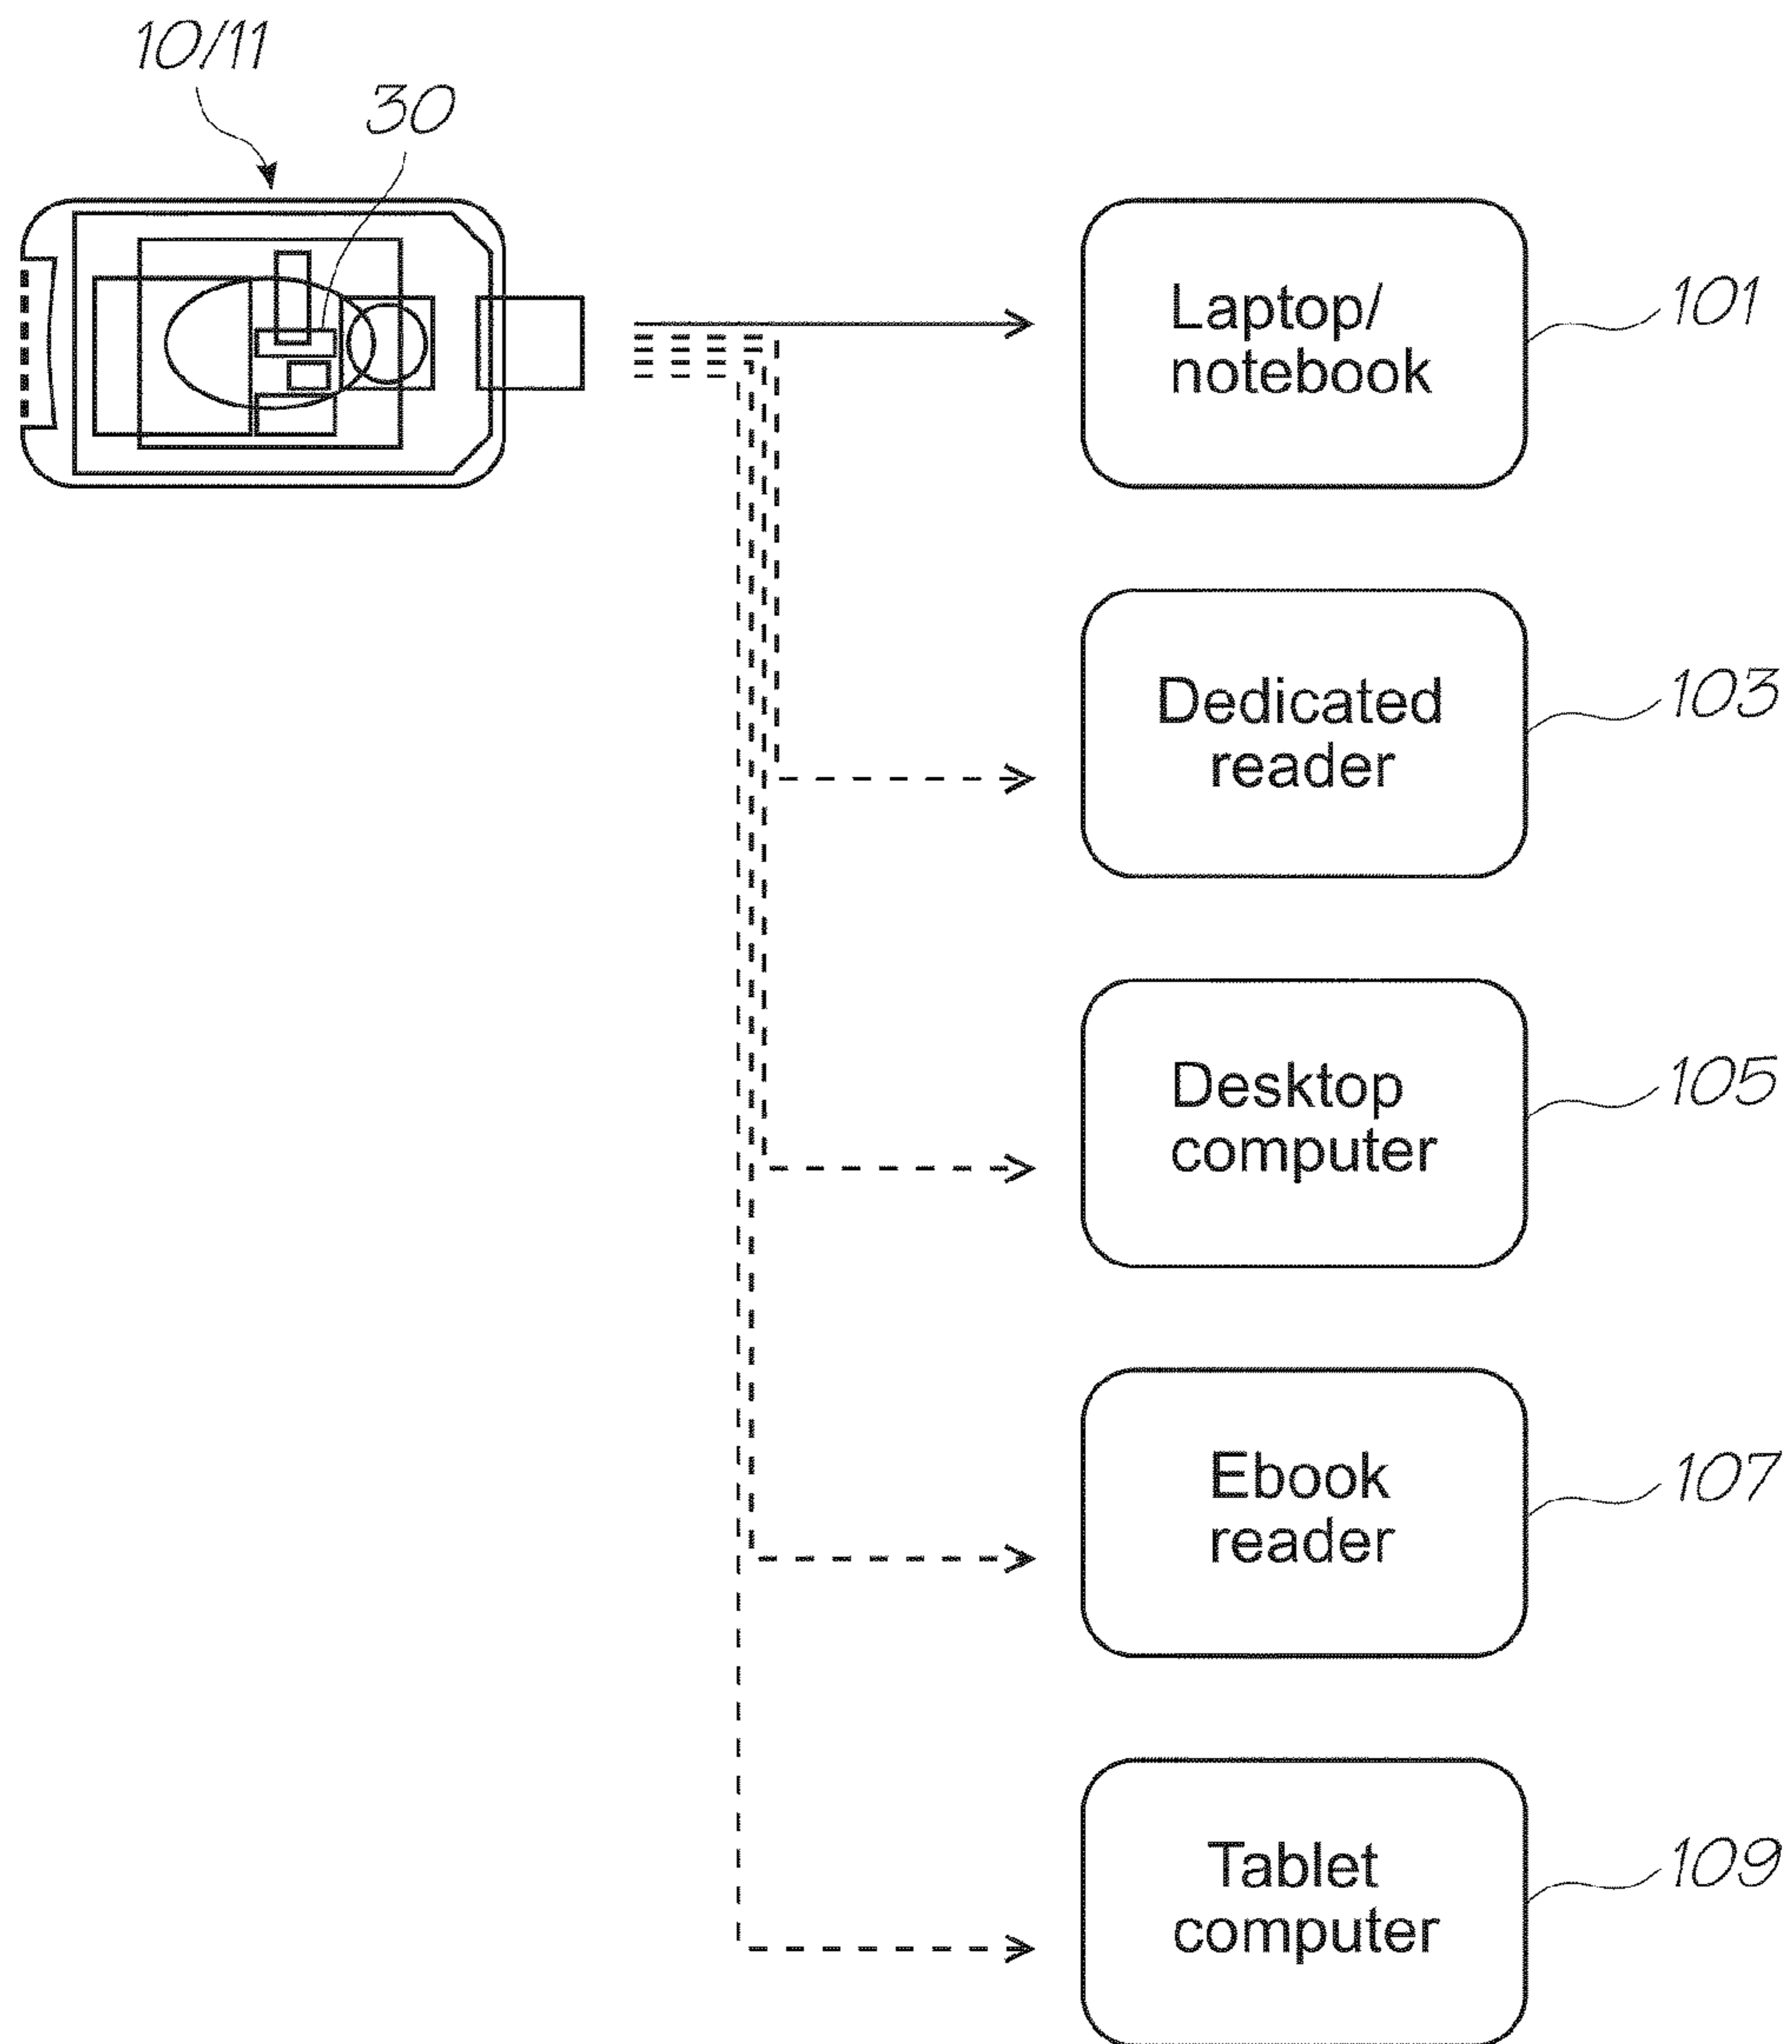 10/11
30
Laptop/
notebook
101
Dedicated
reader
103
Desktop
computer
105
Ebook
reader
107
Tablet
computer
109